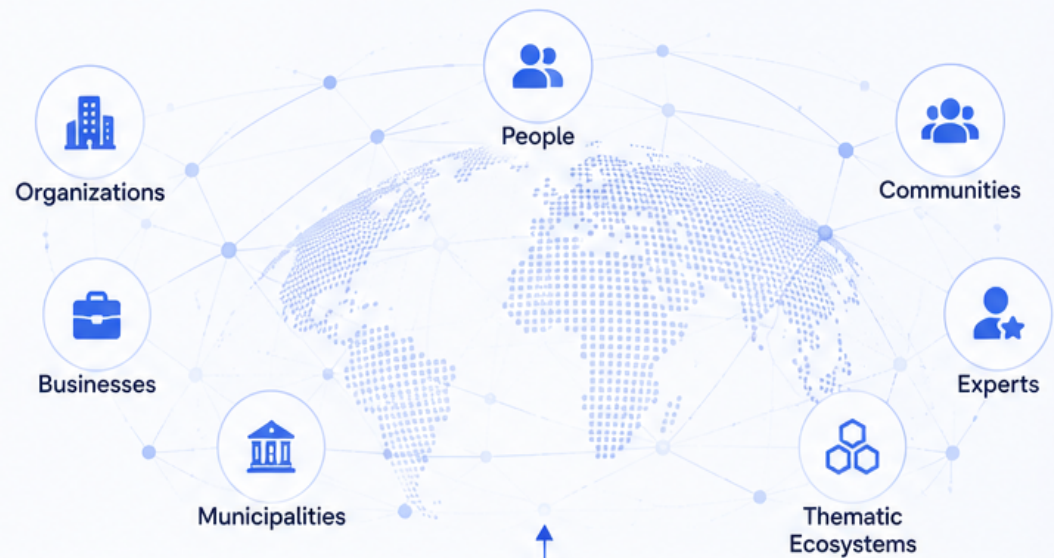 People
Organizations
Communities
Businesses
Experts
Municipalities
Thematic
Ecosystems